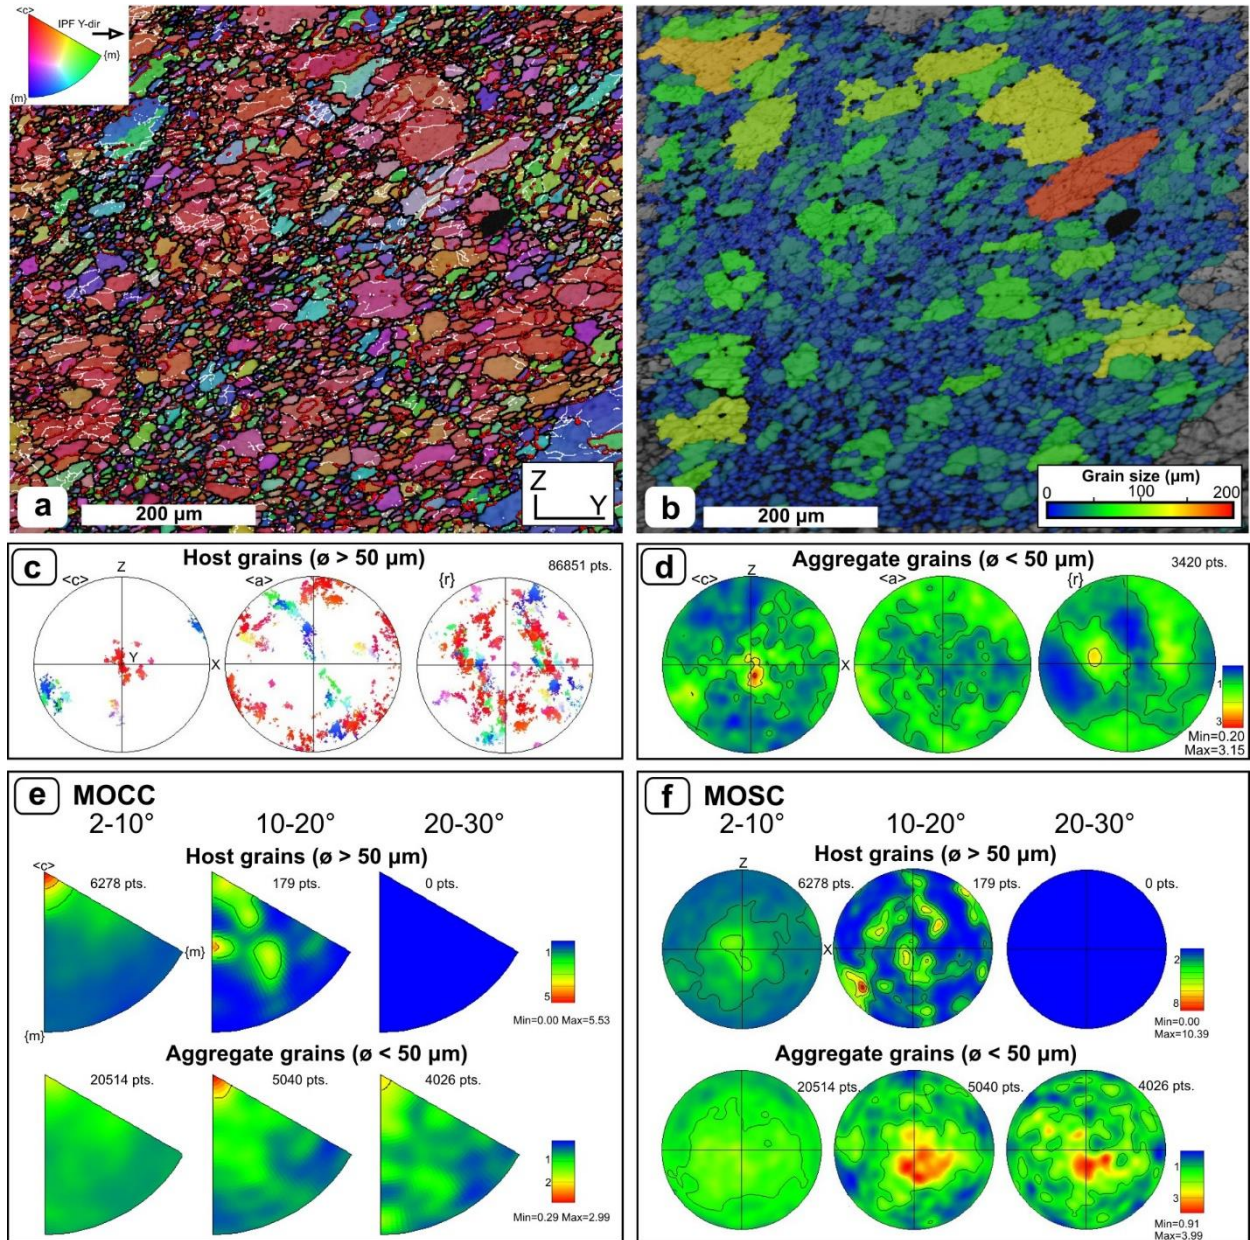 <c>
IPF Y-dir
{m}
{m}
a
200 µm
Z
Y
b
200 µm
Grain size (µm)
0
100
200
c
Host grains (ø > 50 µm)
<c>
Z
<a>
{r}
86851 pts.
Y
X
d
Aggregate grains (ø < 50 µm)
<c>
Z
<a>
{r}
3420 pts.
X
1
3
Min=0.20
Max=3.15
e
MOCC
2-10°
10-20°
20-30°
Host grains (ø > 50 µm)
<c>
6278 pts.
179 pts.
0 pts.
{m}
{m}
1
5
Min=0.00 Max=5.53
Aggregate grains (ø < 50 µm)
20514 pts.
5040 pts.
4026 pts.
1
2
Min=0.29 Max=2.99
f
MOSC
2-10°
10-20°
20-30°
Host grains (ø > 50 µm)
Z
6278 pts.
179 pts.
0 pts.
X
2
8
Min=0.00
Max=10.39
Aggregate grains (ø < 50 µm)
20514 pts.
5040 pts.
4026 pts.
1
3
Min=0.91
Max=3.99